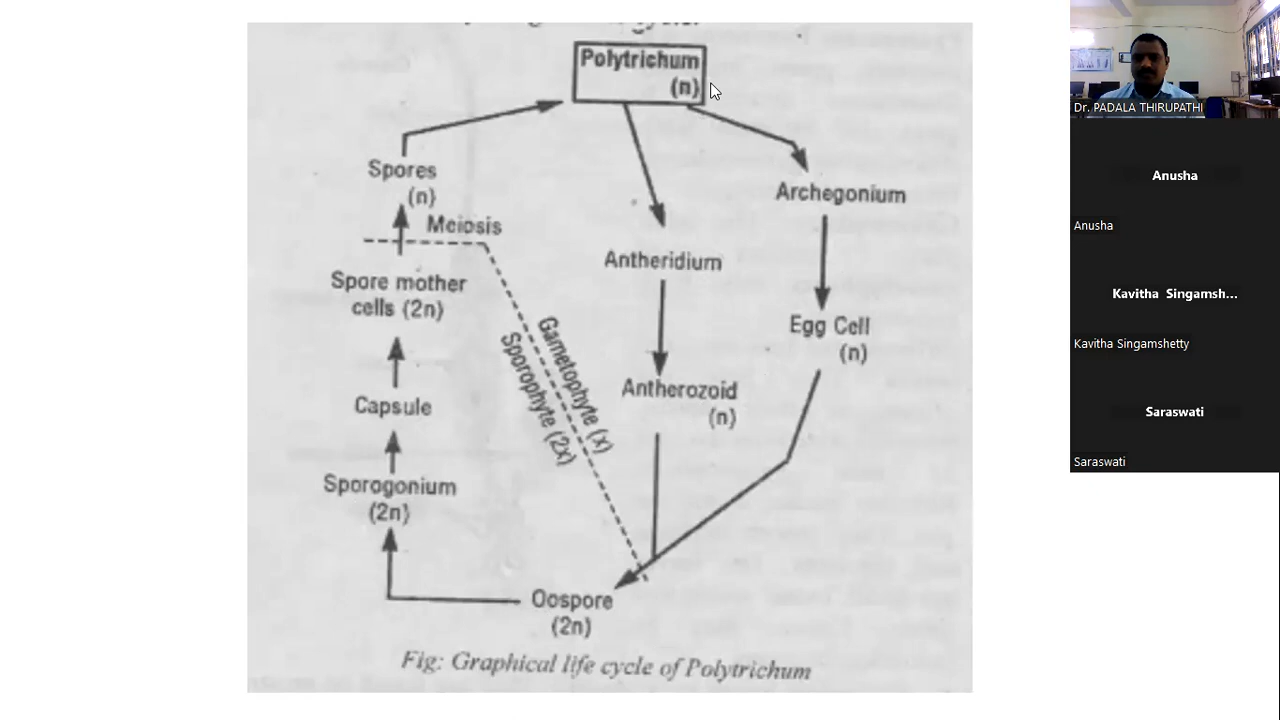 Polytrichum
(n)
Spores
(n)
Meiosis
Archegonium
Antheridium
Spore mother
cells (2n)
Egg Cell
(n)
Gametophyte (x)
Sporophyte (2x)
Antherozoid
(n)
Capsule
Sporogonium
(2n)
Oospore
(2n)
Fig: Graphical life cycle of Polytrichum
Dr. PADALA THIRUPATHI
Anusha
Anusha
Kavitha Singamsh...
Kavitha Singamshetty
Saraswati
Saraswati